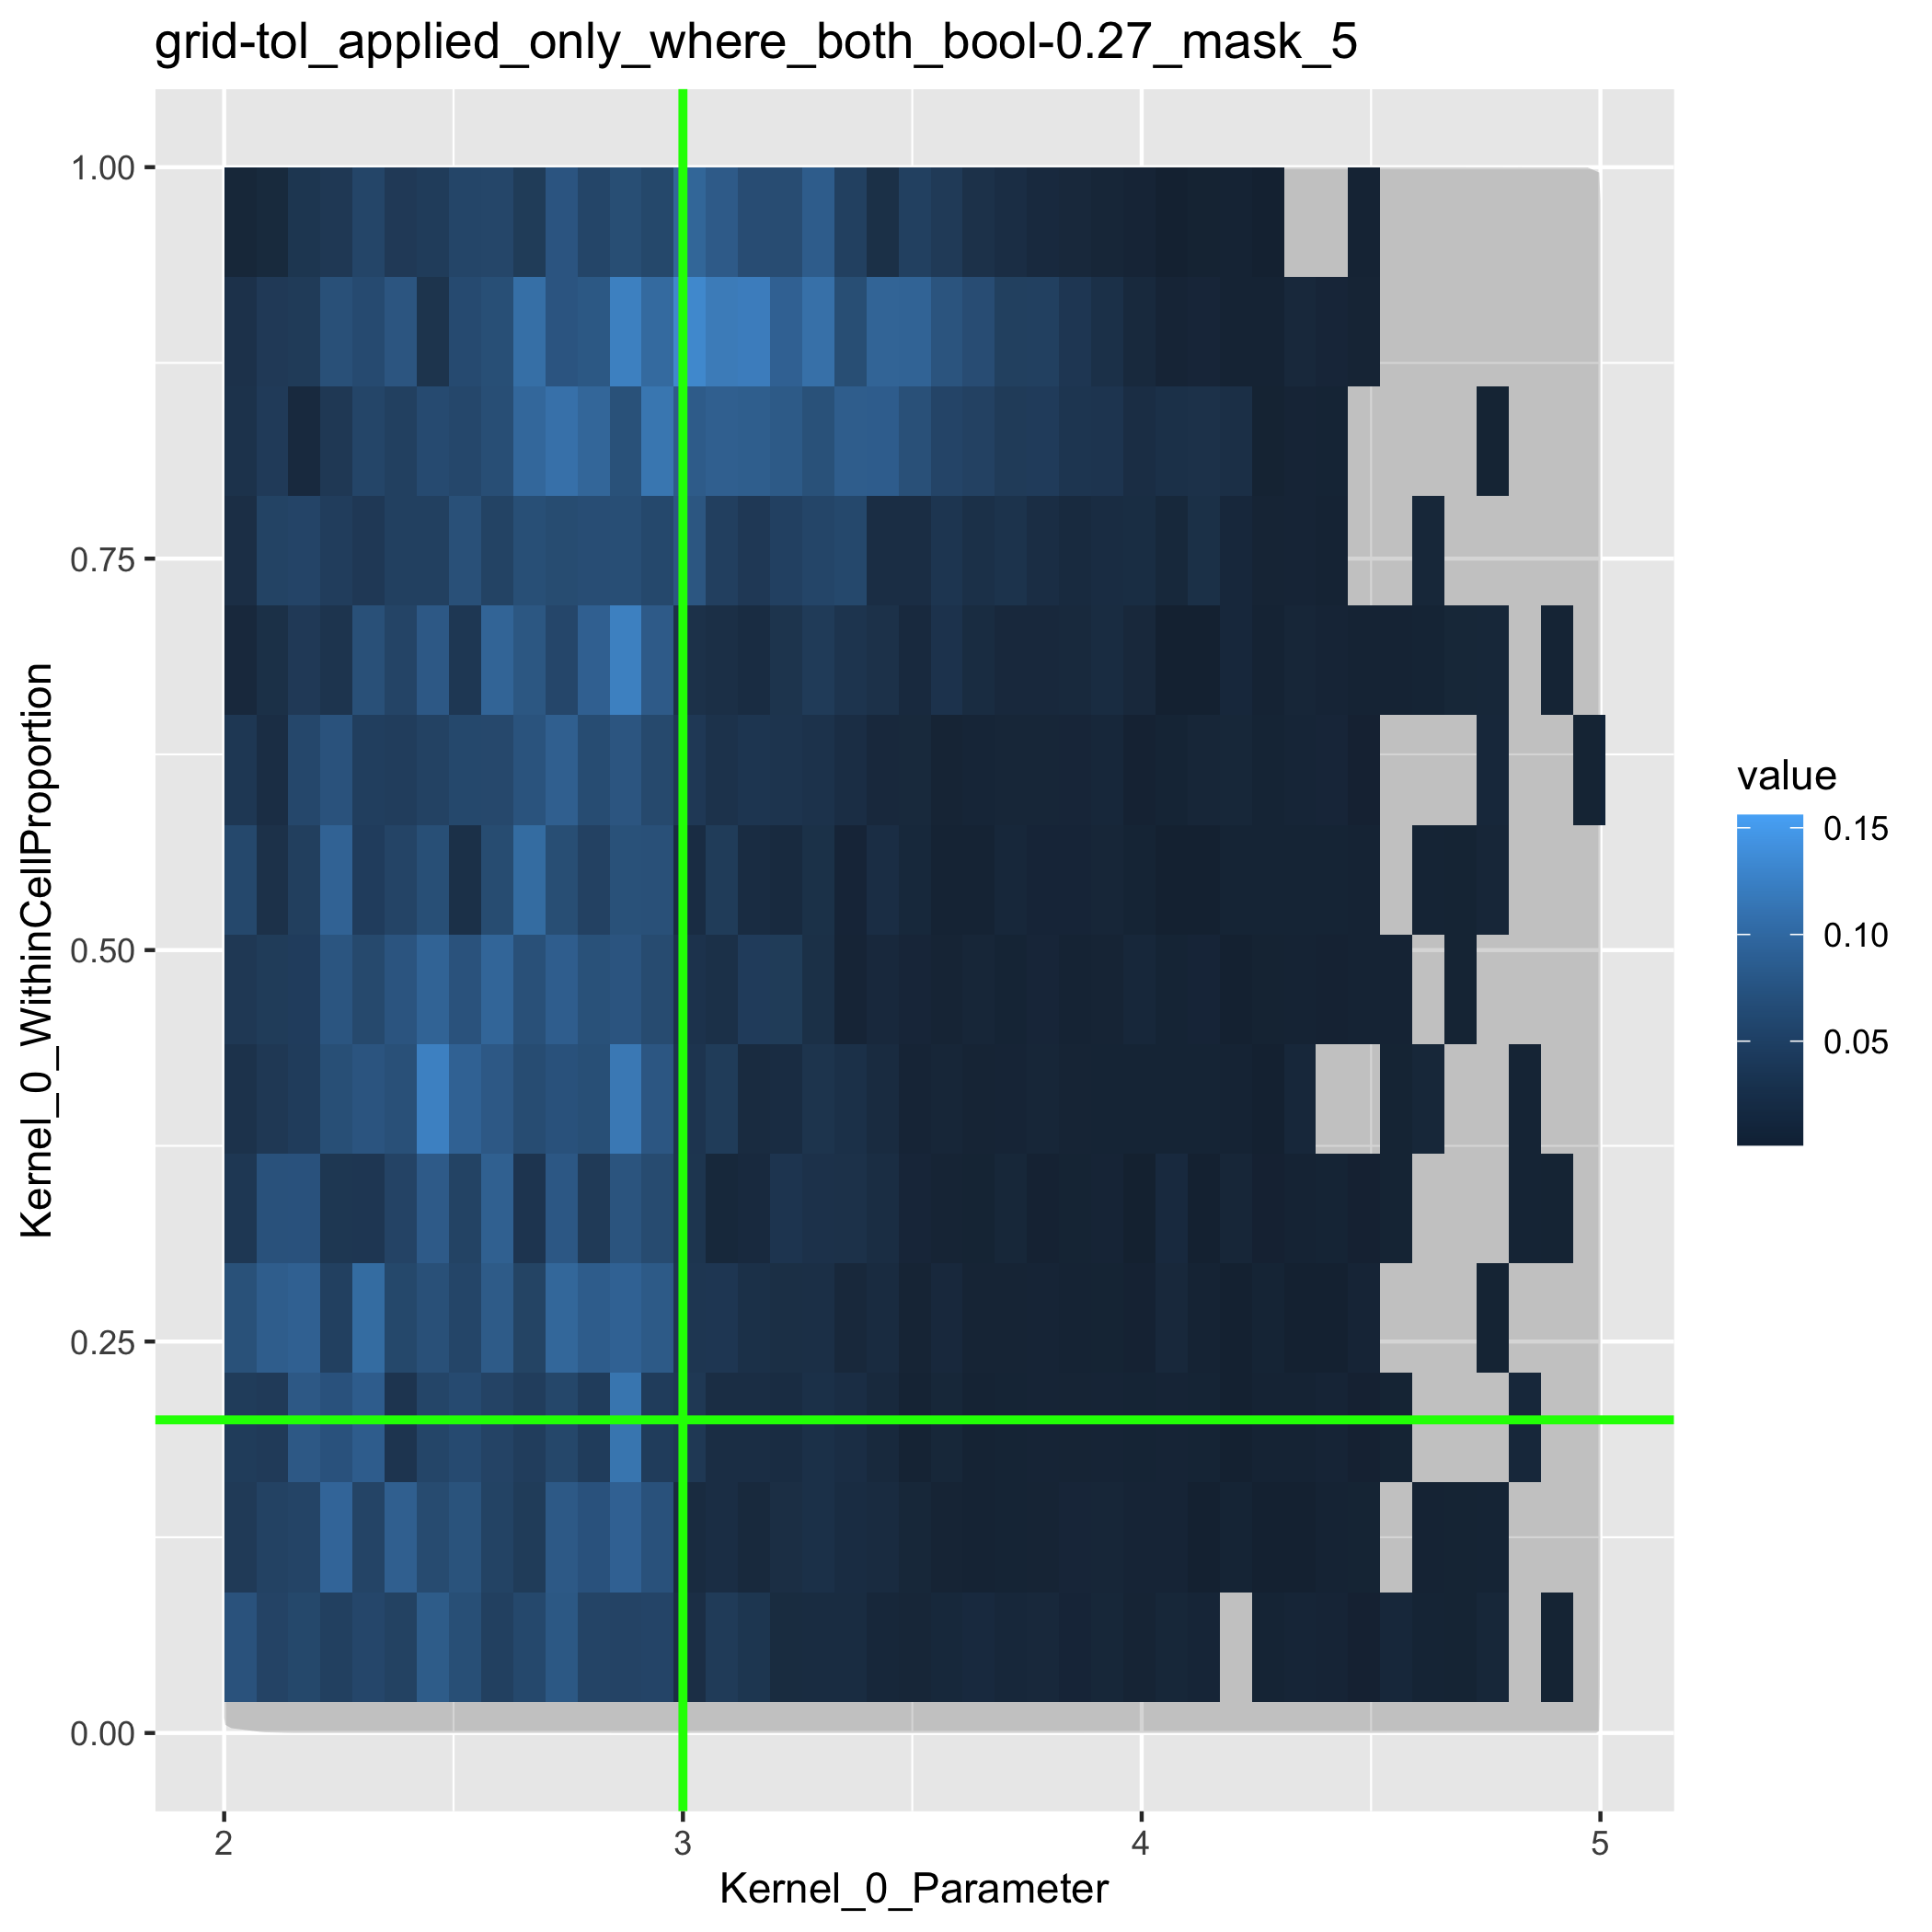 grid-tol_applied_only_where_both_bool-0.27_mask_5
1.00
0.75
0.50
0.25
0.00
Kernel_0_WithinCellProportion
2 3 4 5
Kernel_0_Parameter
value
0.15
0.10
0.05